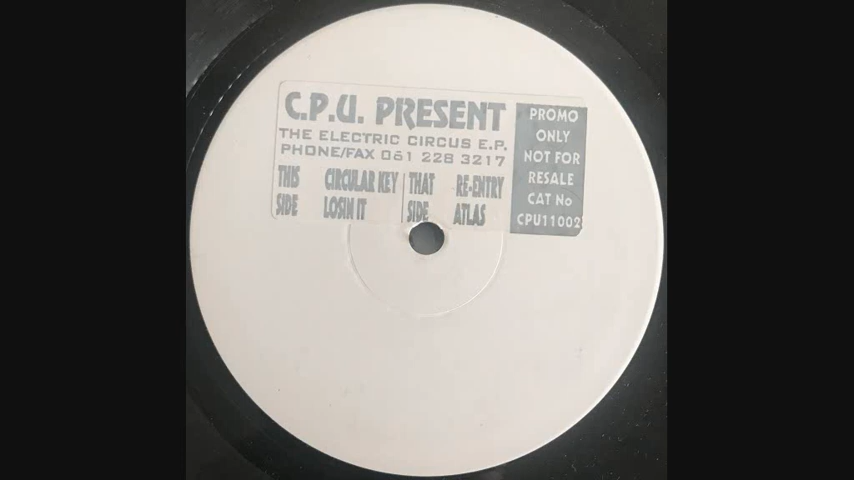 C.P.U. PRESENT
THE ELECTRIC CIRCUS E.P.
PHONE/FAX 061 228 3217
THIS SIDE
CIRCULAR KEY
LOSIN IT
THAT SIDE
RE-ENTRY
ATLAS
PROMO
ONLY
NOT FOR
RESALE
CAT No
CPU11002